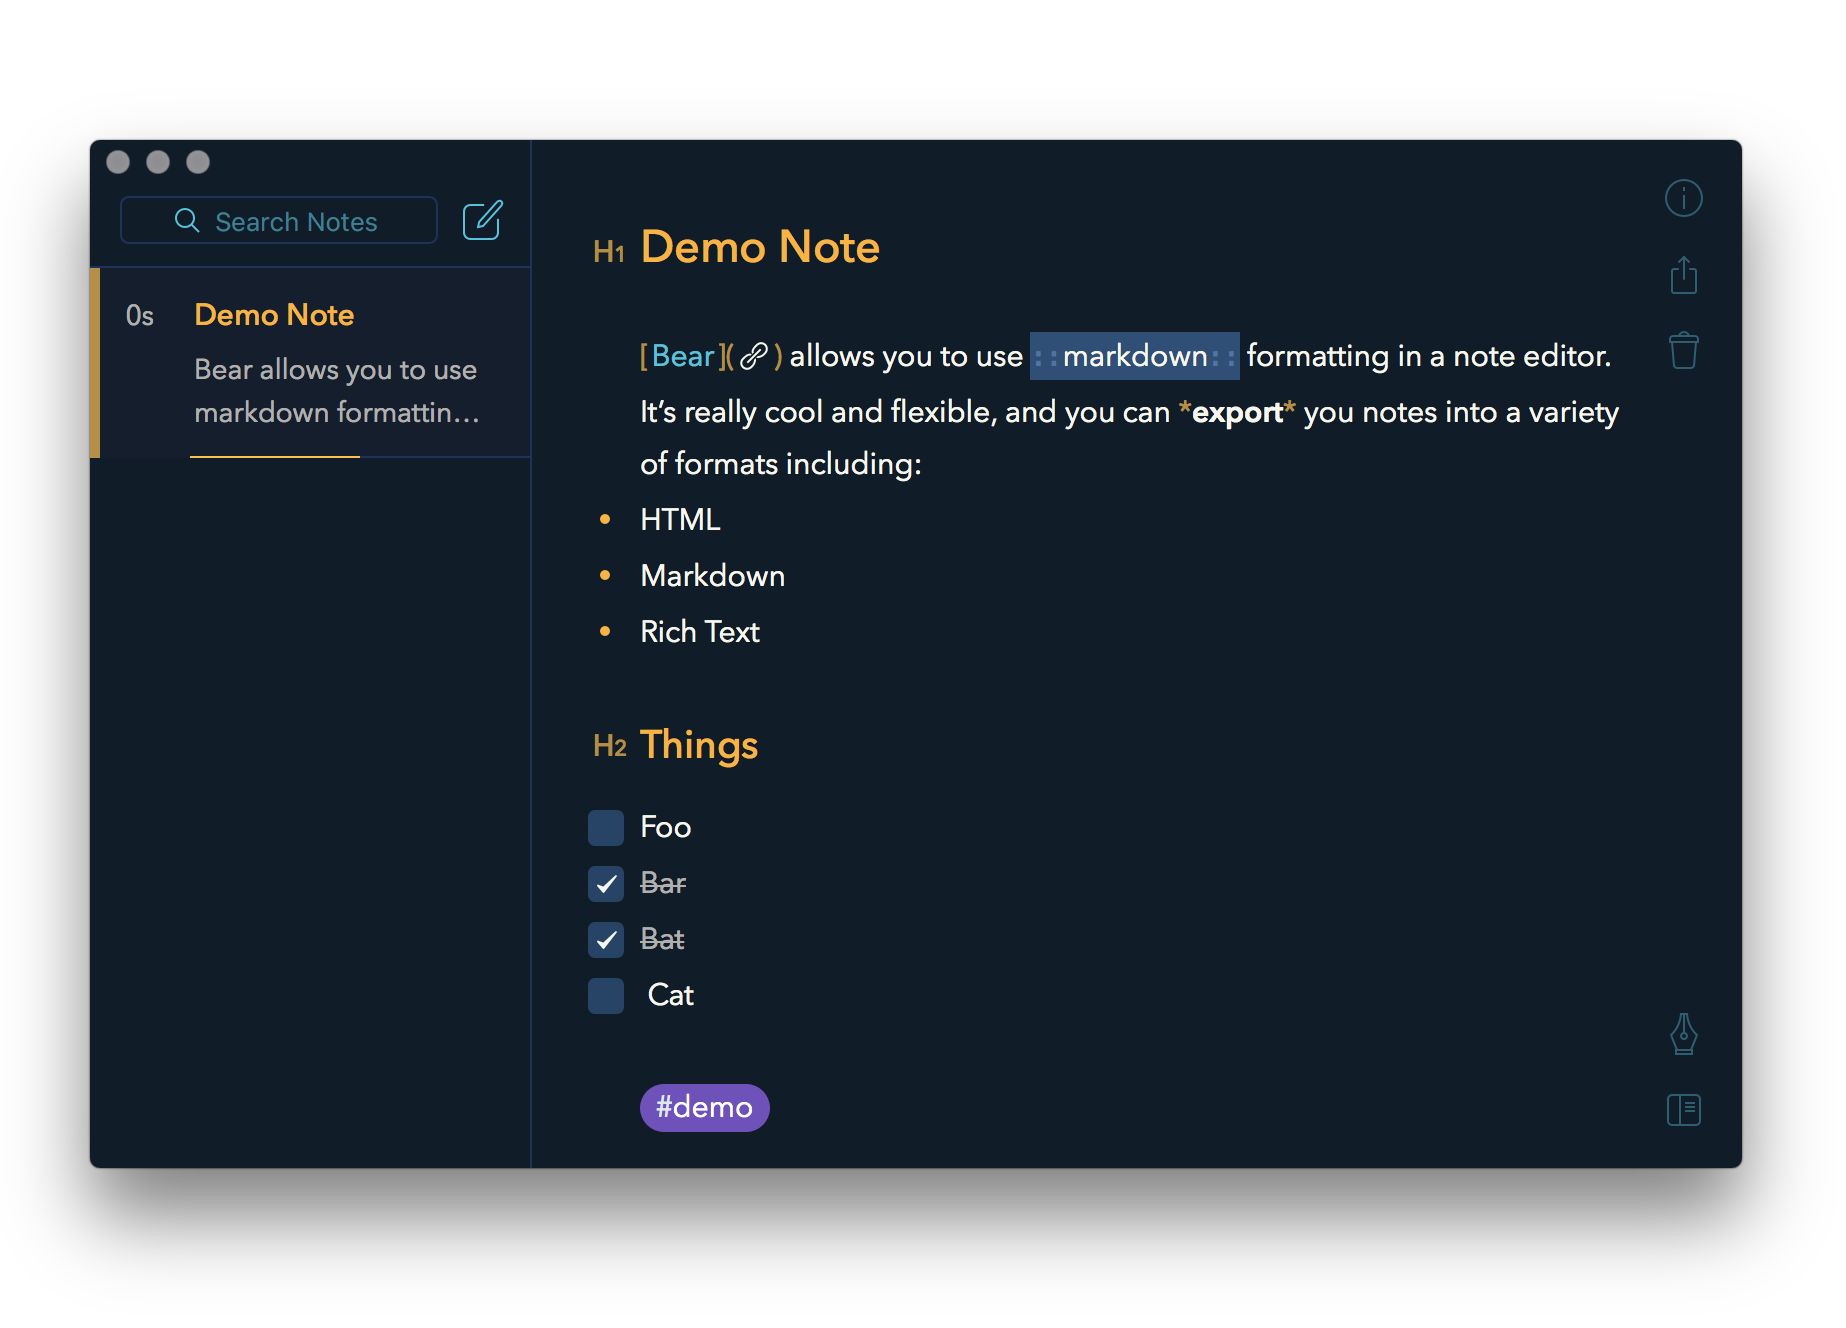 Search Notes
0s Demo Note
Bear allows you to use
markdown formattin…
H1 Demo Note
[Bear]() allows you to use ::markdown:: formatting in a note editor.
It’s really cool and flexible, and you can *export* you notes into a variety
of formats including:
• HTML
• Markdown
• Rich Text
H2 Things
Foo
Bar
Bat
Cat
#demo